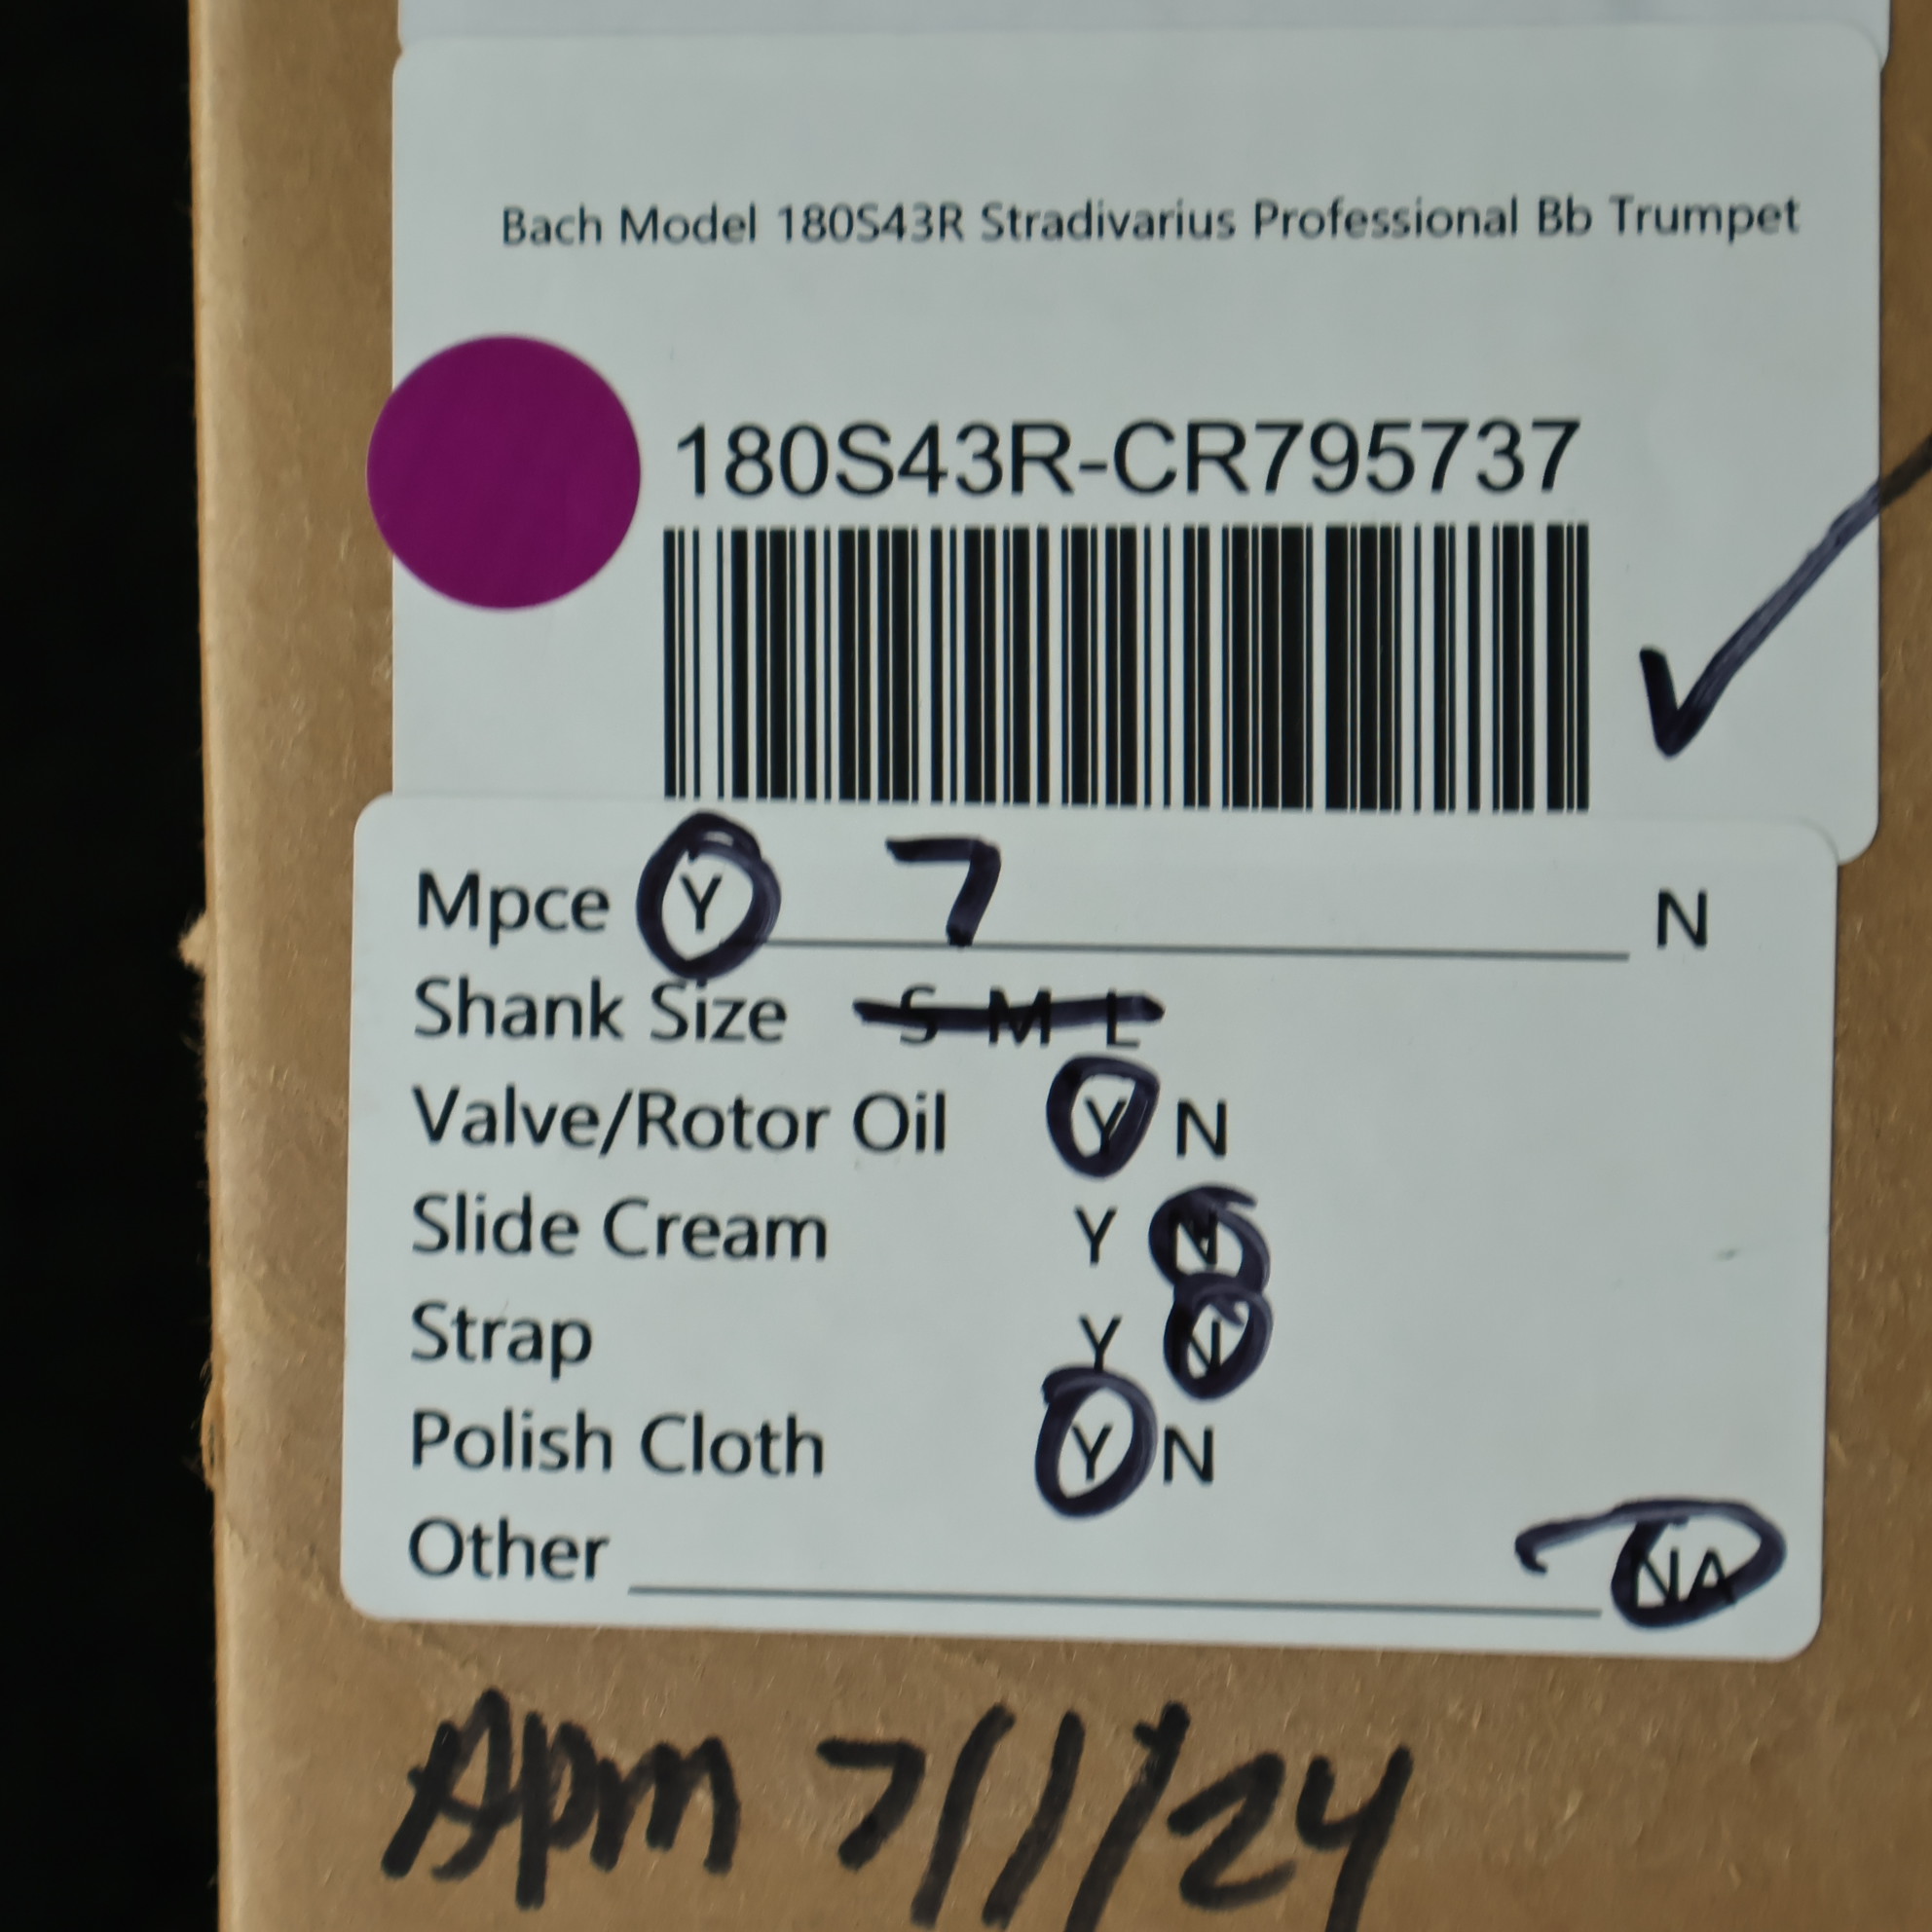 Bach Model 180S43R Stradivarius Professional Bb Trumpet
180S43R-CR795737
Mpce Y 7 N
Shank Size S M L
Valve/Rotor Oil Y N
Slide Cream Y N
Strap Y N
Polish Cloth Y N
Other NA
Apm 7/1/24